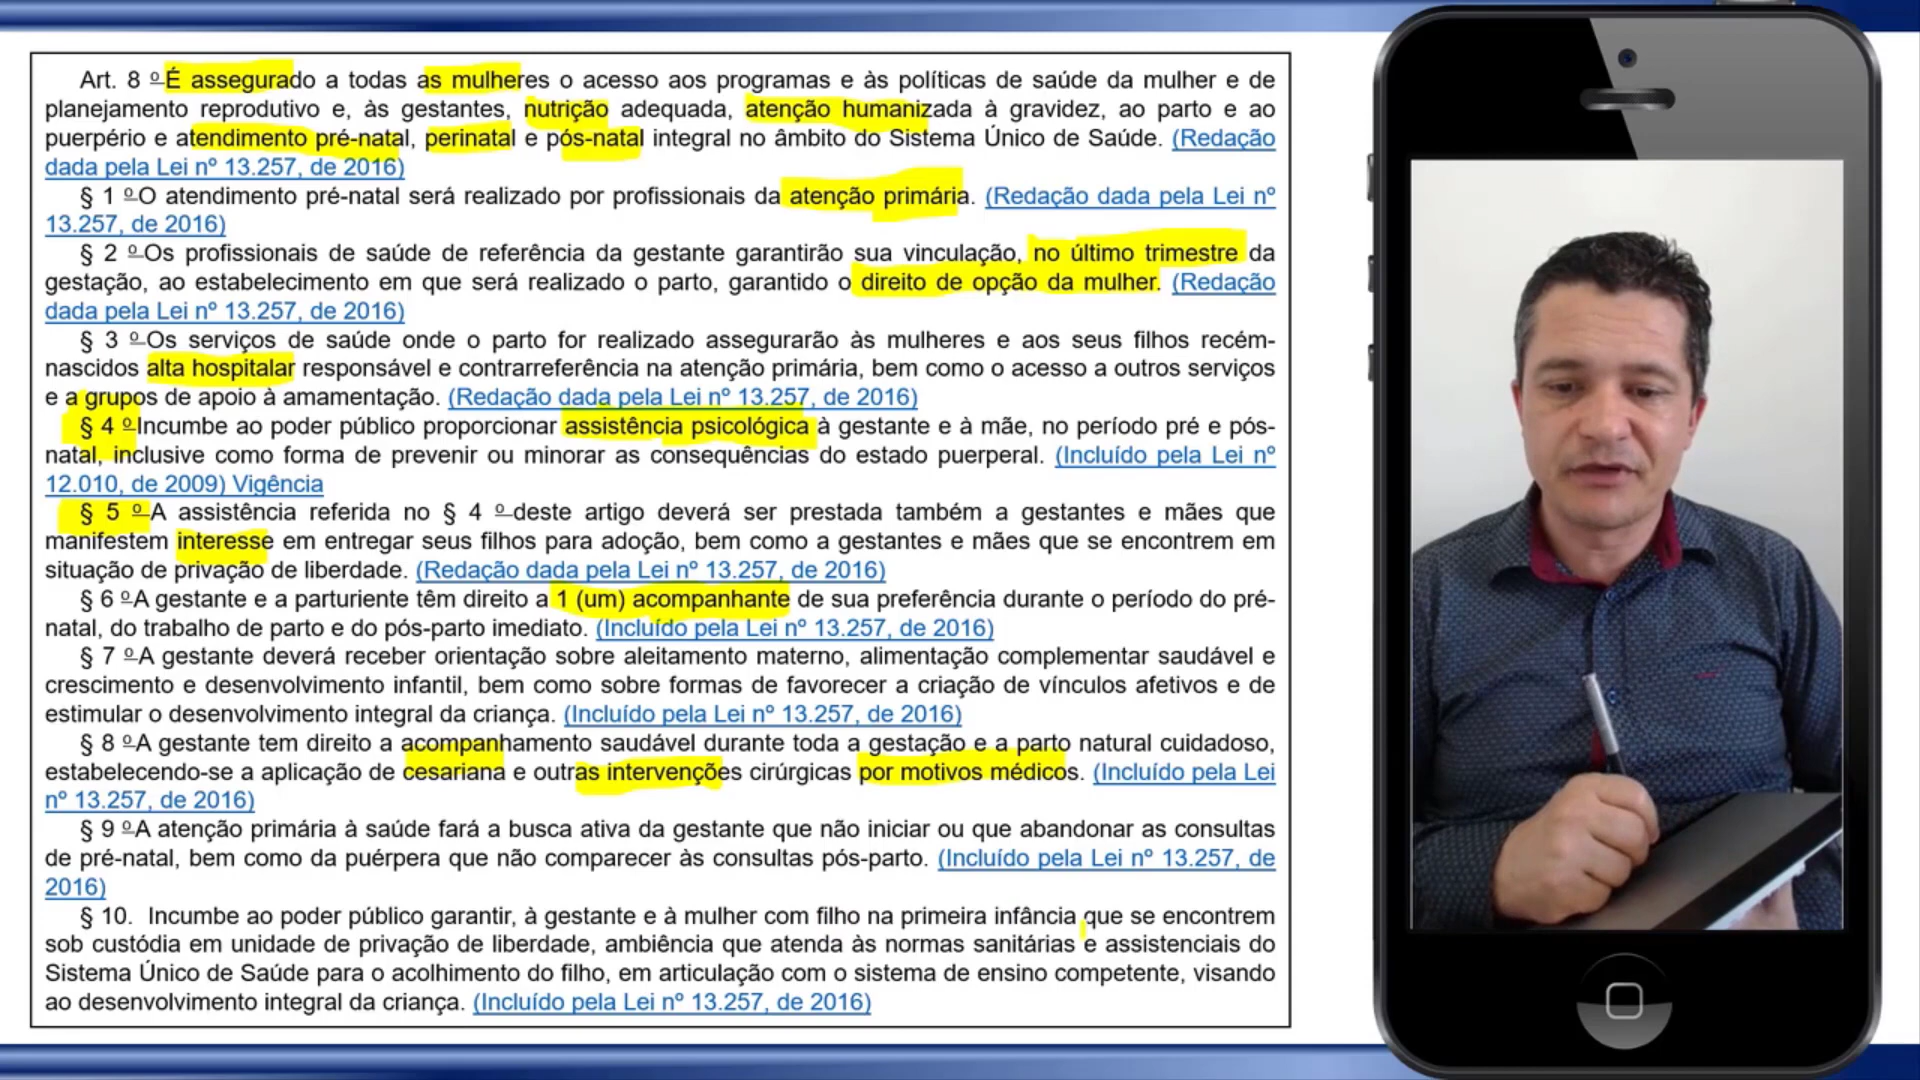 Art. 8 º É assegurado a todas as mulheres o acesso aos programas e às políticas de saúde da mulher e de
planejamento reprodutivo e, às gestantes, nutrição adequada, atenção humanizada à gravidez, ao parto e ao
puerpério e atendimento pré-natal, perinatal e pós-natal integral no âmbito do Sistema Único de Saúde. (Redação
dada pela Lei nº 13.257, de 2016)
§ 1 º O atendimento pré-natal será realizado por profissionais da atenção primária. (Redação dada pela Lei nº
13.257, de 2016)
§ 2 º Os profissionais de saúde de referência da gestante garantirão sua vinculação, no último trimestre da
gestação, ao estabelecimento em que será realizado o parto, garantido o direito de opção da mulher. (Redação
dada pela Lei nº 13.257, de 2016)
§ 3 º Os serviços de saúde onde o parto for realizado assegurarão às mulheres e aos seus filhos recém-
nascidos alta hospitalar responsável e contrarreferência na atenção primária, bem como o acesso a outros serviços
e a grupos de apoio à amamentação. (Redação dada pela Lei nº 13.257, de 2016)
§ 4 º Incumbe ao poder público proporcionar assistência psicológica à gestante e à mãe, no período pré e pós-
natal, inclusive como forma de prevenir ou minorar as consequências do estado puerperal. (Incluído pela Lei nº
12.010, de 2009) Vigência
§ 5 º A assistência referida no § 4 º deste artigo deverá ser prestada também a gestantes e mães que
manifestem interesse em entregar seus filhos para adoção, bem como a gestantes e mães que se encontrem em
situação de privação de liberdade. (Redação dada pela Lei nº 13.257, de 2016)
§ 6 º A gestante e a parturiente têm direito a 1 (um) acompanhante de sua preferência durante o período do pré-
natal, do trabalho de parto e do pós-parto imediato. (Incluído pela Lei nº 13.257, de 2016)
§ 7 º A gestante deverá receber orientação sobre aleitamento materno, alimentação complementar saudável e
crescimento e desenvolvimento infantil, bem como sobre formas de favorecer a criação de vínculos afetivos e de
estimular o desenvolvimento integral da criança. (Incluído pela Lei nº 13.257, de 2016)
§ 8 º A gestante tem direito a acompanhamento saudável durante toda a gestação e a parto natural cuidadoso,
estabelecendo-se a aplicação de cesariana e outras intervenções cirúrgicas por motivos médicos. (Incluído pela Lei
nº 13.257, de 2016)
§ 9 º A atenção primária à saúde fará a busca ativa da gestante que não iniciar ou que abandonar as consultas
de pré-natal, bem como da puérpera que não comparecer às consultas pós-parto. (Incluído pela Lei nº 13.257, de
2016)
§ 10. Incumbe ao poder público garantir, à gestante e à mulher com filho na primeira infância que se encontrem
sob custódia em unidade de privação de liberdade, ambiência que atenda às normas sanitárias e assistenciais do
Sistema Único de Saúde para o acolhimento do filho, em articulação com o sistema de ensino competente, visando
ao desenvolvimento integral da criança. (Incluído pela Lei nº 13.257, de 2016)